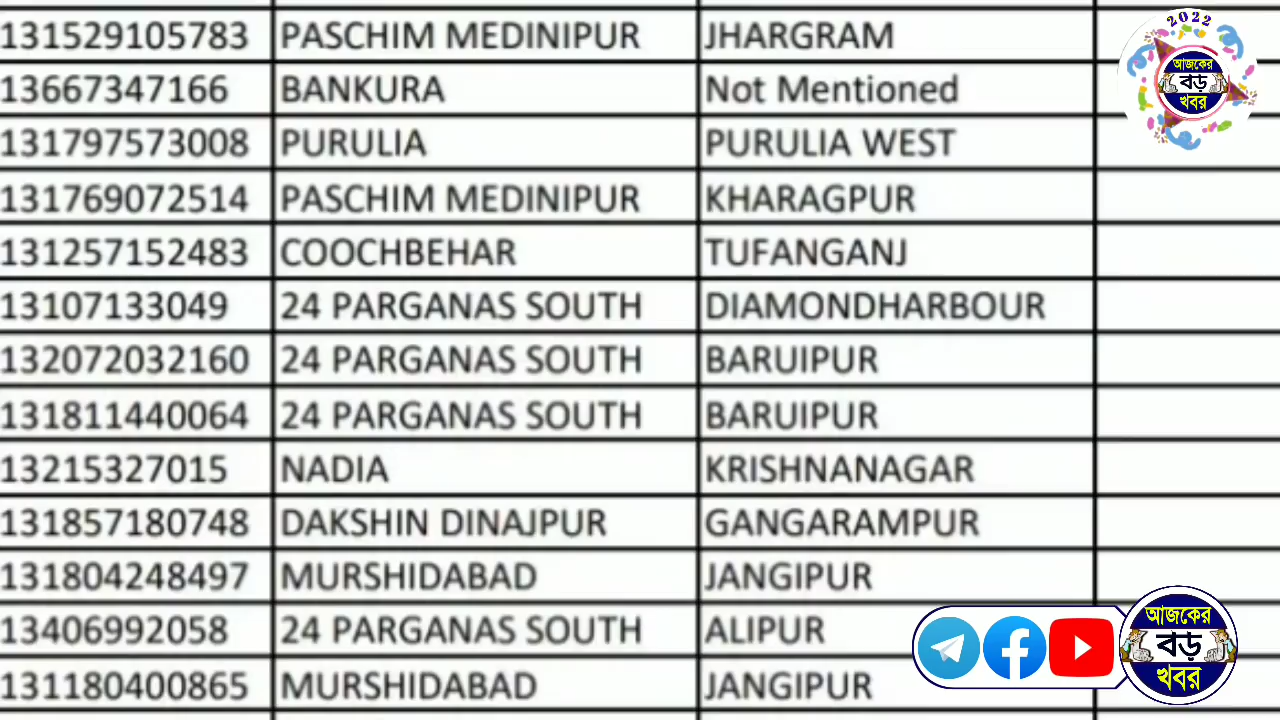 131529105783 PASCHIM MEDINIPUR JHARGRAM
13667347166 BANKURA Not Mentioned
131797573008 PURULIA PURULIA WEST
131769072514 PASCHIM MEDINIPUR KHARAGPUR
131257152483 COOCHBEHAR TUFANGANJ
13107133049 24 PARGANAS SOUTH DIAMONDHARBOUR
132072032160 24 PARGANAS SOUTH BARUIPUR
131811440064 24 PARGANAS SOUTH BARUIPUR
13215327015 NADIA KRISHNANAGAR
131857180748 DAKSHIN DINAJPUR GANGARAMPUR
131804248497 MURSHIDABAD JANGIPUR
13406992058 24 PARGANAS SOUTH ALIPUR
131180400865 MURSHIDABAD JANGIPUR
2022
আজকের
বড়
খবর
আজকের
বড়
খবর